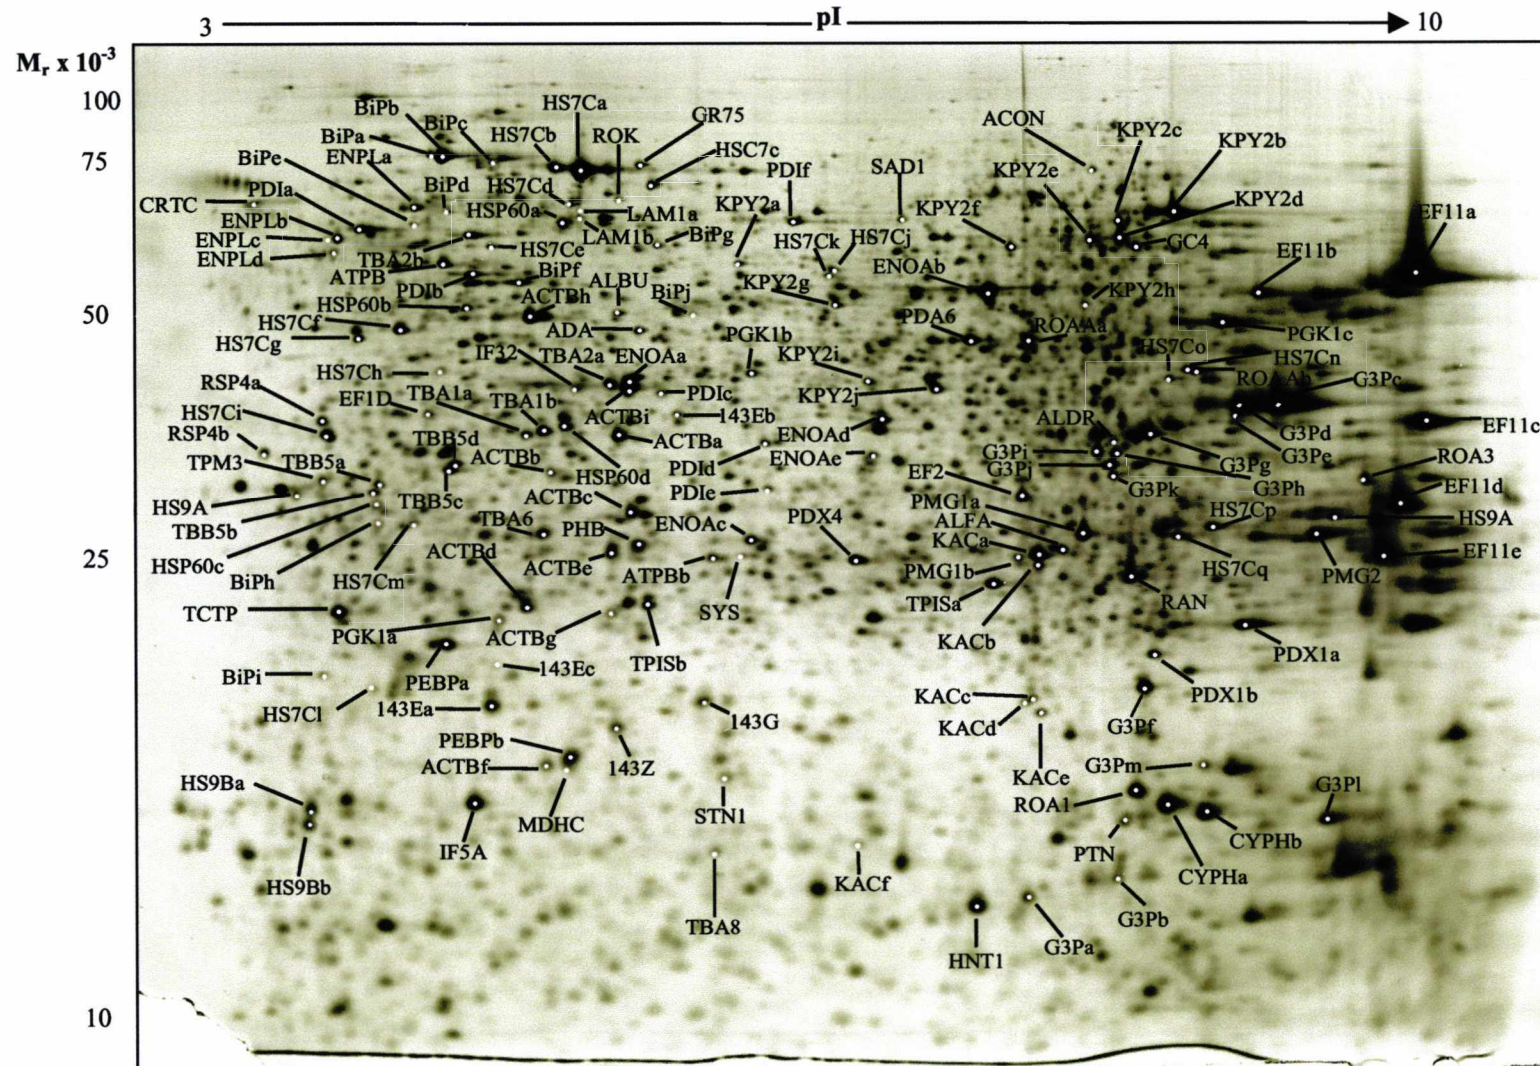 3 pI 10
Mr x 10-3
100
75
50
25
10
HS7Ca
BiPb
BiPc
HS7Cb
ROK
GR75
ACON
KPY2c
KPY2b
BiPa
ENPLa
BiPe
HSC7c
PDIf
SAD1
KPY2e
PDIa
BiPd
HS7Cd
KPY2a
KPY2d
CRTC
HSP60a
LAM1a
KPY2f
EF11a
ENPLb
LAM1b
BiPg
HS7Ck
HS7Cj
GC4
ENPLc
HS7Ce
EF11b
ENPLd
TBA2b
ATPB
BiPf
ENOAb
PDIb
ALBU
BiPj
KPY2g
KPY2h
HSP60b
ACTBh
HS7Cf
ADA
PGK1b
PDA6
ROAAa
PGK1c
HS7Cg
IF32
TBA2a
ENOAa
KPY2i
HS7Co
HS7Cn
HS7Ch
ROAAb
G3Pc
RSP4a
EF1D
TBA1a
TBA1b
ACTBi
PDIc
KPY2j
HS7Ci
143Eb
ALDR
EF11c
RSP4b
TBB5d
ACTBa
ENOAd
G3Pd
G3Pi
G3Pe
TPM3
TBB5a
ACTBb
HSP60d
PDId
ENOAe
G3Pj
G3Pg
ROA3
EF2
G3Pk
G3Ph
HS9A
TBB5c
ACTBc
PDIe
PMG1a
HS7Cp
EF11d
TBB5b
TBA6
PHB
ENOAc
PDX4
ALFA
HS9A
KACa
HSP60c
ACTBd
ACTBe
ATPBb
PMG1b
HS7Cq
PMG2
EF11e
BiPh
HS7Cm
TPISa
RAN
TCTP
PGK1a
ACTBg
SYS
KACb
BiPi
PEBPa
143Ec
TPISb
PDX1a
HS7Cl
143Ea
143G
KACc
KACd
PDX1b
G3Pf
PEBPb
ACTBf
143Z
KACe
G3Pm
HS9Ba
MDHC
STN1
ROA1
G3Pl
IF5A
PTN
CYPHb
HS9Bb
KACf
CYPHa
TBA8
G3Pb
HNT1
G3Pa